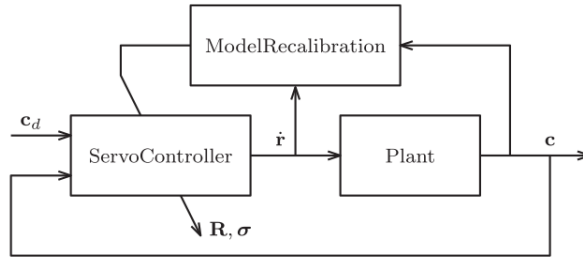 ModelRecalibration
c_d
ServoController
ṙ
Plant
c
R, σ